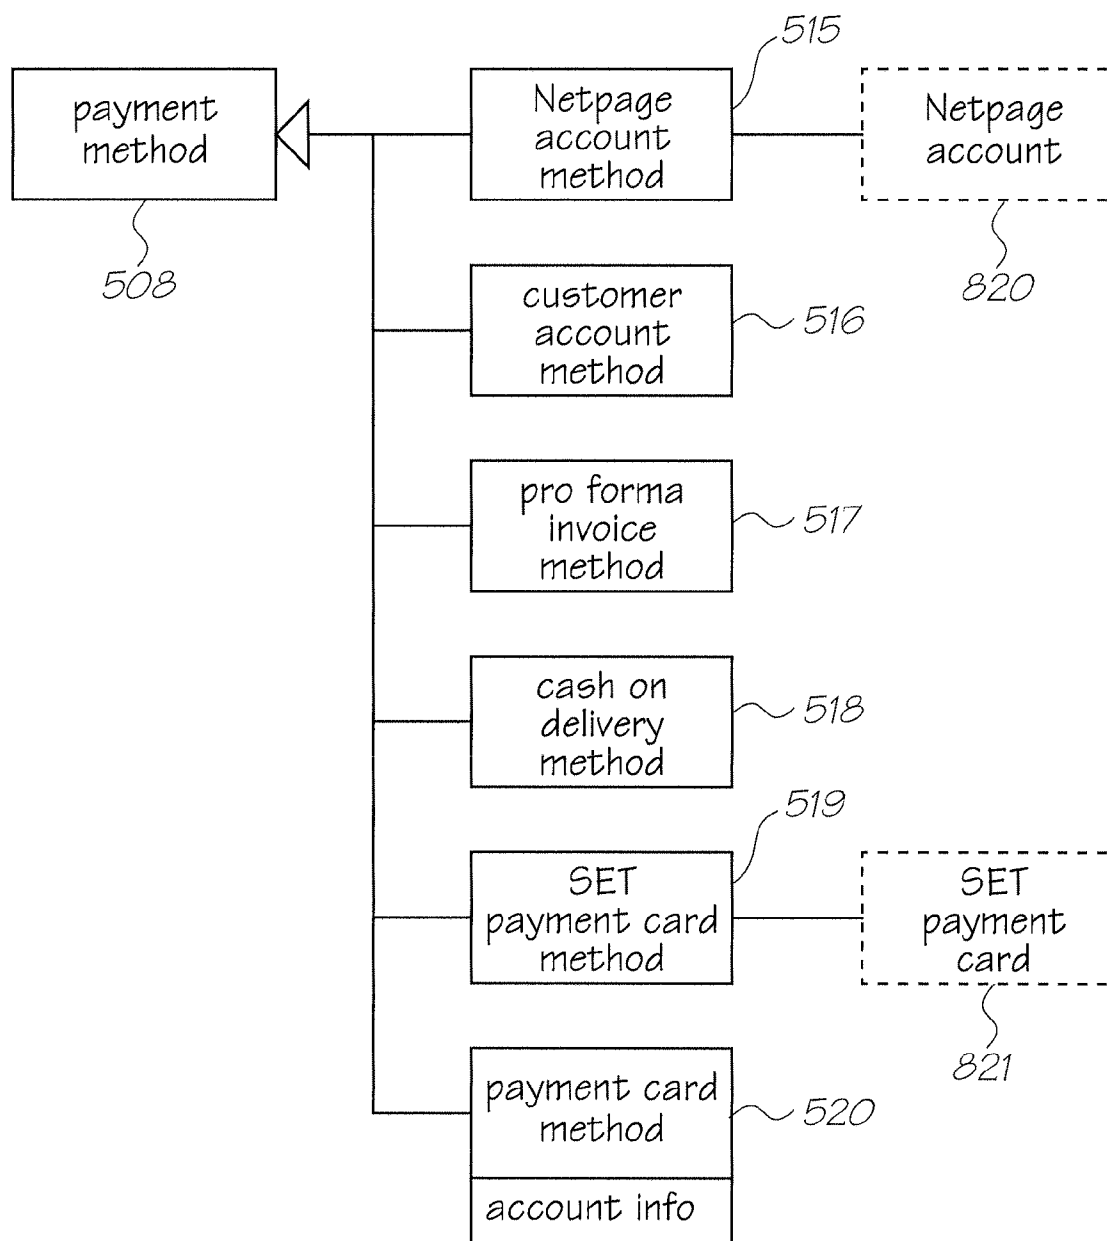 515
payment
method
Netpage
account
method
Netpage
account
508
820
customer
account
method
516
pro forma
invoice
method
517
cash on
delivery
method
518
519
SET
payment card
method
SET
payment
card
821
payment card
method
520
account info